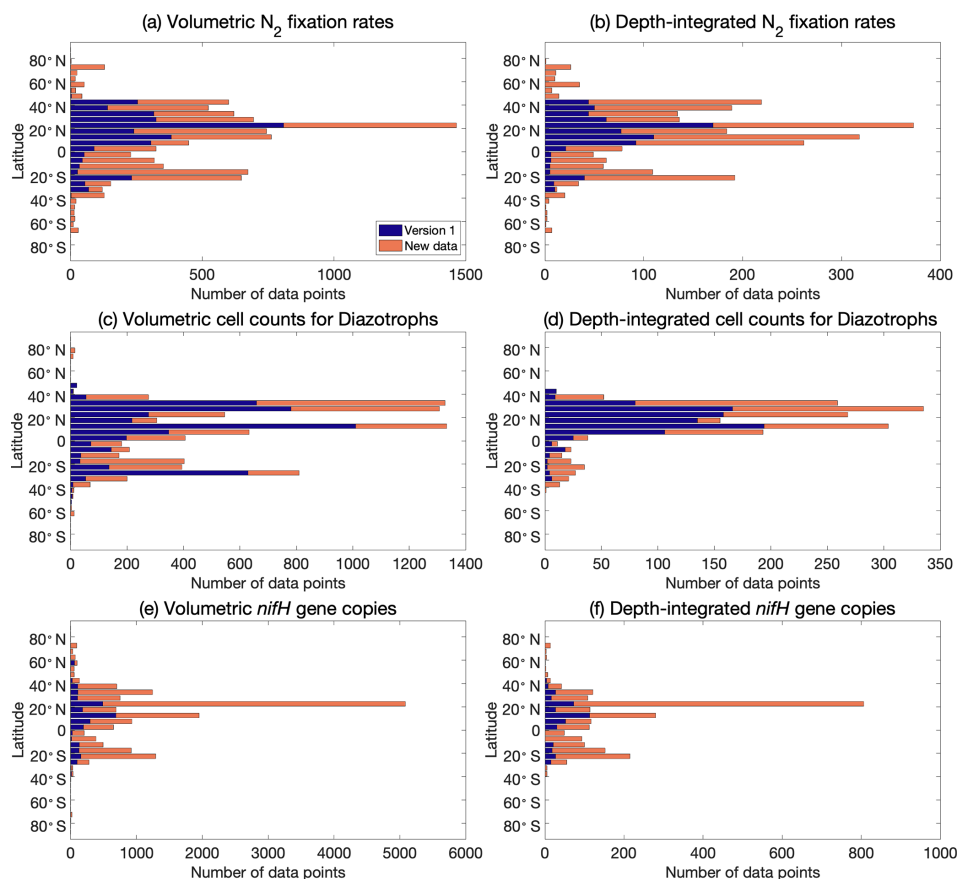 (a) Volumetric N2 fixation rates
80° N
60° N
40° N
20° N
0
20° S
40° S
60° S
80° S
Latitude
Version 1
New data
0 500 1000 1500
Number of data points
(b) Depth-integrated N2 fixation rates
80° N
60° N
40° N
20° N
0
20° S
40° S
60° S
80° S
Latitude
0 100 200 300 400
Number of data points
(c) Volumetric cell counts for Diazotrophs
80° N
60° N
40° N
20° N
0
20° S
40° S
60° S
80° S
Latitude
0 200 400 600 800 1000 1200 1400
Number of data points
(d) Depth-integrated cell counts for Diazotrophs
80° N
60° N
40° N
20° N
0
20° S
40° S
60° S
80° S
Latitude
0 50 100 150 200 250 300 350
Number of data points
(e) Volumetric nifH gene copies
80° N
60° N
40° N
20° N
0
20° S
40° S
60° S
80° S
Latitude
0 1000 2000 3000 4000 5000 6000
Number of data points
(f) Depth-integrated nifH gene copies
80° N
60° N
40° N
20° N
0
20° S
40° S
60° S
80° S
Latitude
0 200 400 600 800 1000
Number of data points